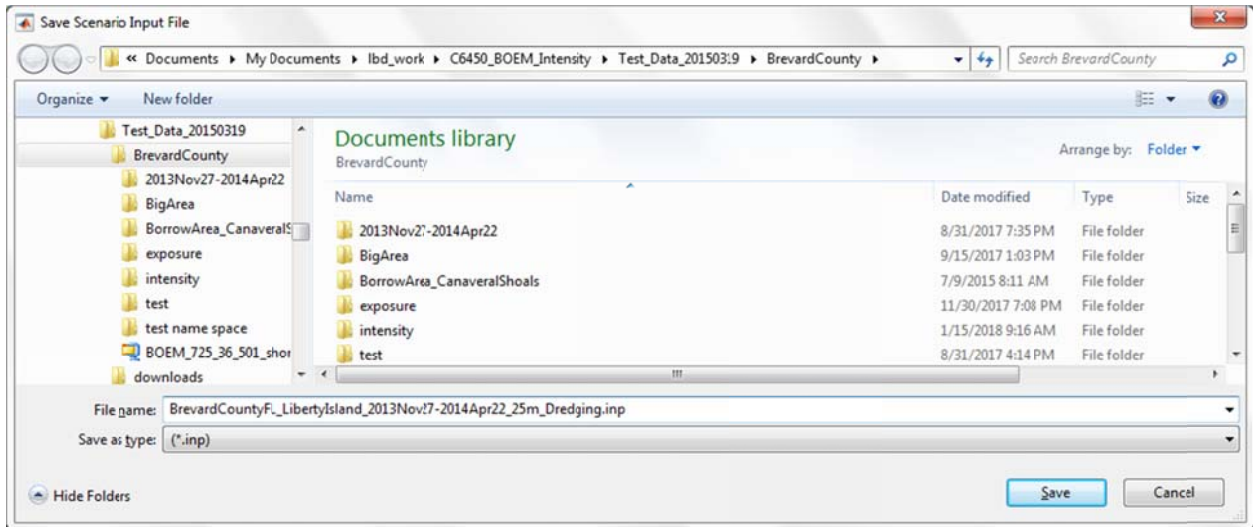 Save Scenario Input File
« Documents ▸ My Documents ▸ lbd_work ▸ C6450_BOEM_Intensity ▸ Test_Data_20150319 ▸ BrevardCounty ▸
Search BrevardCounty
Organize ▾ New folder
Test_Data_20150319
BrevardCounty
2013Nov27-2014Apr22
BigArea
BorrowArea_CanaveralS
exposure
intensity
test
test name space
BOEM_725_36_501_shor
downloads
Documents library
BrevardCounty
Arrange by: Folder ▾
Name Date modified Type Size
2013Nov27-2014Apr22 8/31/2017 7:35 PM File folder
BigArea 9/15/2017 1:03 PM File folder
BorrowArea_CanaveralShoals 7/9/2015 8:11 AM File folder
exposure 11/30/2017 7:08 PM File folder
intensity 1/15/2018 9:16 AM File folder
test 8/31/2017 4:14 PM File folder
File name: BrevardCountyFL_LibertyIsland_2013Nov27-2014Apr22_25m_Dredging.inp
Save as type: (*.inp)
Hide Folders
Save
Cancel